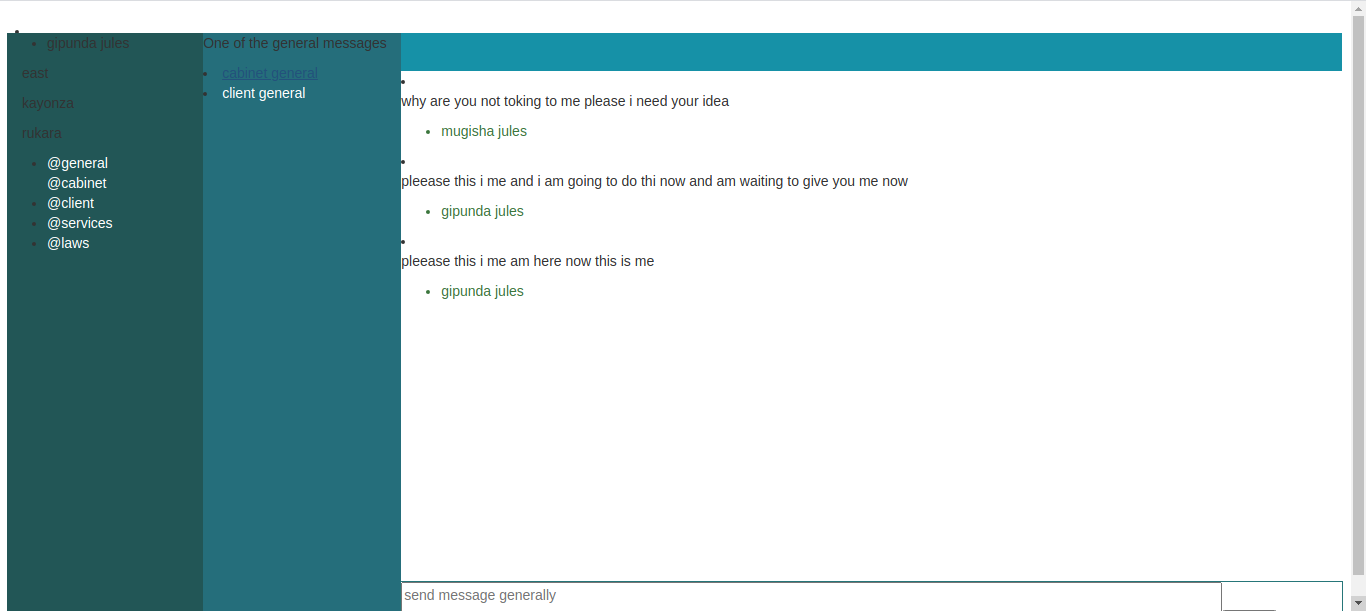 gipunda jules
east
kayonza
rukara
@general
@cabinet
@client
@services
@laws
One of the general messages
cabinet general
client general
why are you not toking to me please i need your idea
mugisha jules
pleease this i me and i am going to do thi now and am waiting to give you me now
gipunda jules
pleease this i me am here now this is me
gipunda jules
send message generally